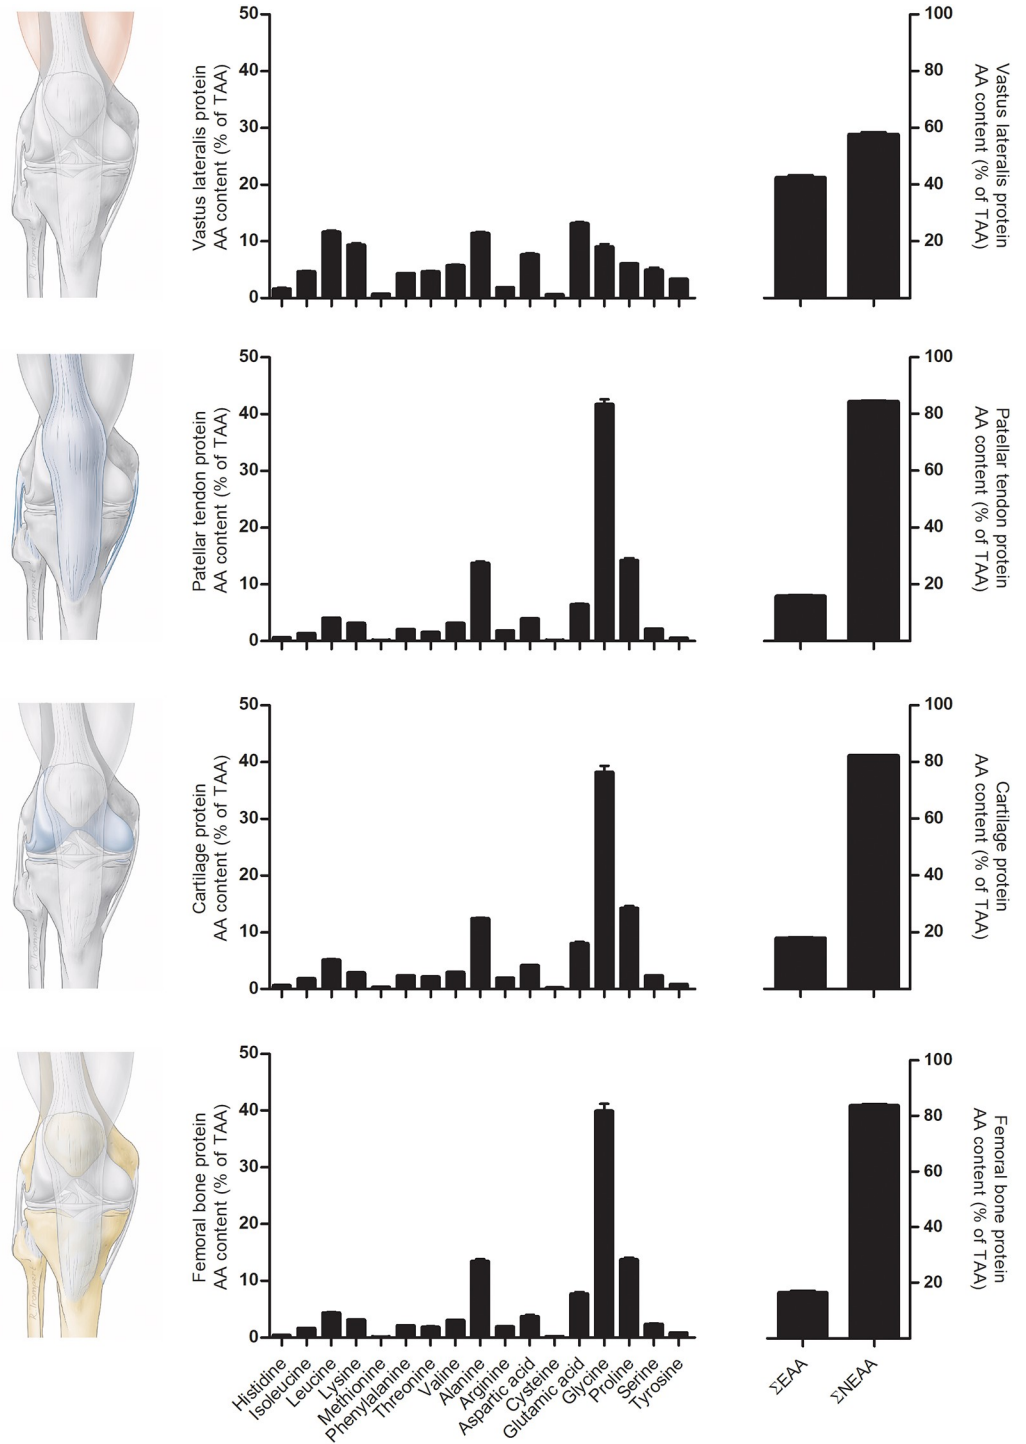 50
40
30
20
10
0
Vastus lateralis protein
AA content (% of TAA)
100
80
60
40
20
Vastus lateralis protein
AA content (% of TAA)
50
40
30
20
10
0
Patellar tendon protein
AA content (% of TAA)
100
80
60
40
20
Patellar tendon protein
AA content (% of TAA)
50
40
30
20
10
0
Cartilage protein
AA content (% of TAA)
100
80
60
40
20
Cartilage protein
AA content (% of TAA)
50
40
30
20
10
0
Femoral bone protein
AA content (% of TAA)
100
80
60
40
20
Femoral bone protein
AA content (% of TAA)
Histidine
Isoleucine
Leucine
Lysine
Methionine
Phenylalanine
Threonine
Valine
Alanine
Arginine
Aspartic acid
Cysteine
Glutamic acid
Glycine
Proline
Serine
Tyrosine
ΣEAA
ΣNEAA